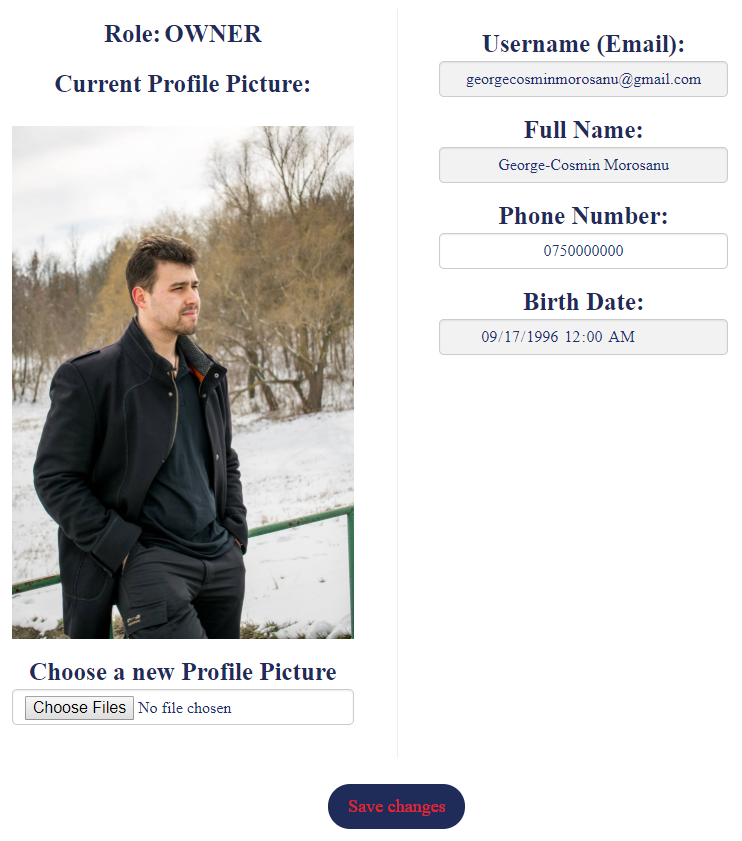 Role: OWNER
Current Profile Picture:
Choose a new Profile Picture
Choose Files No file chosen
Username (Email):
georgecosminmorosanu@gmail.com
Full Name:
George-Cosmin Morosanu
Phone Number:
0750000000
Birth Date:
09/17/1996 12:00 AM
Save changes